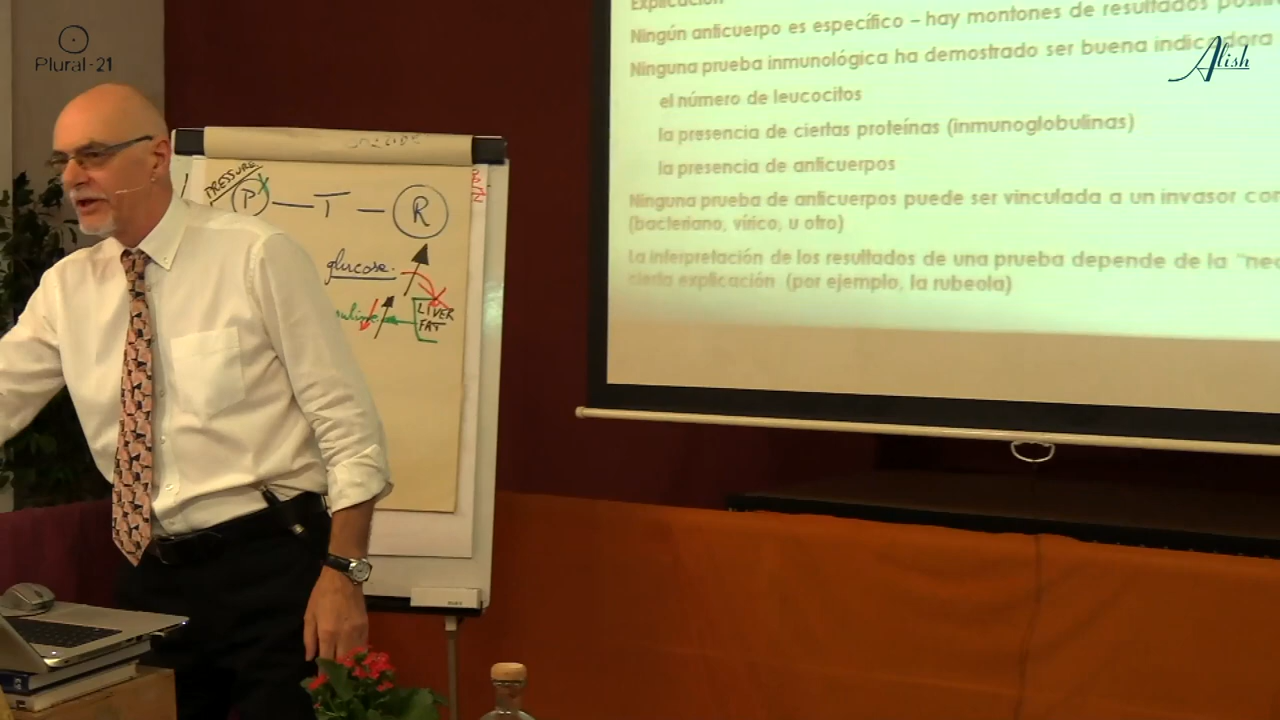 Plural-21
Alish
Explicación
Ningún anticuerpo es específico – hay montones de resultados
Ninguna prueba inmunológica ha demostrado ser buena indicadora
el número de leucocitos
la presencia de ciertas proteínas (inmunoglobulinas)
la presencia de anticuerpos
Ninguna prueba de anticuerpos puede ser vinculada a un invasor
(bacteriano, vírico, u otro)
La interpretación de los resultados de una prueba depende de la
cierta explicación (por ejemplo, la rubeola)
PRESSURE
P — T — R
glucose.
LIVER
FAT